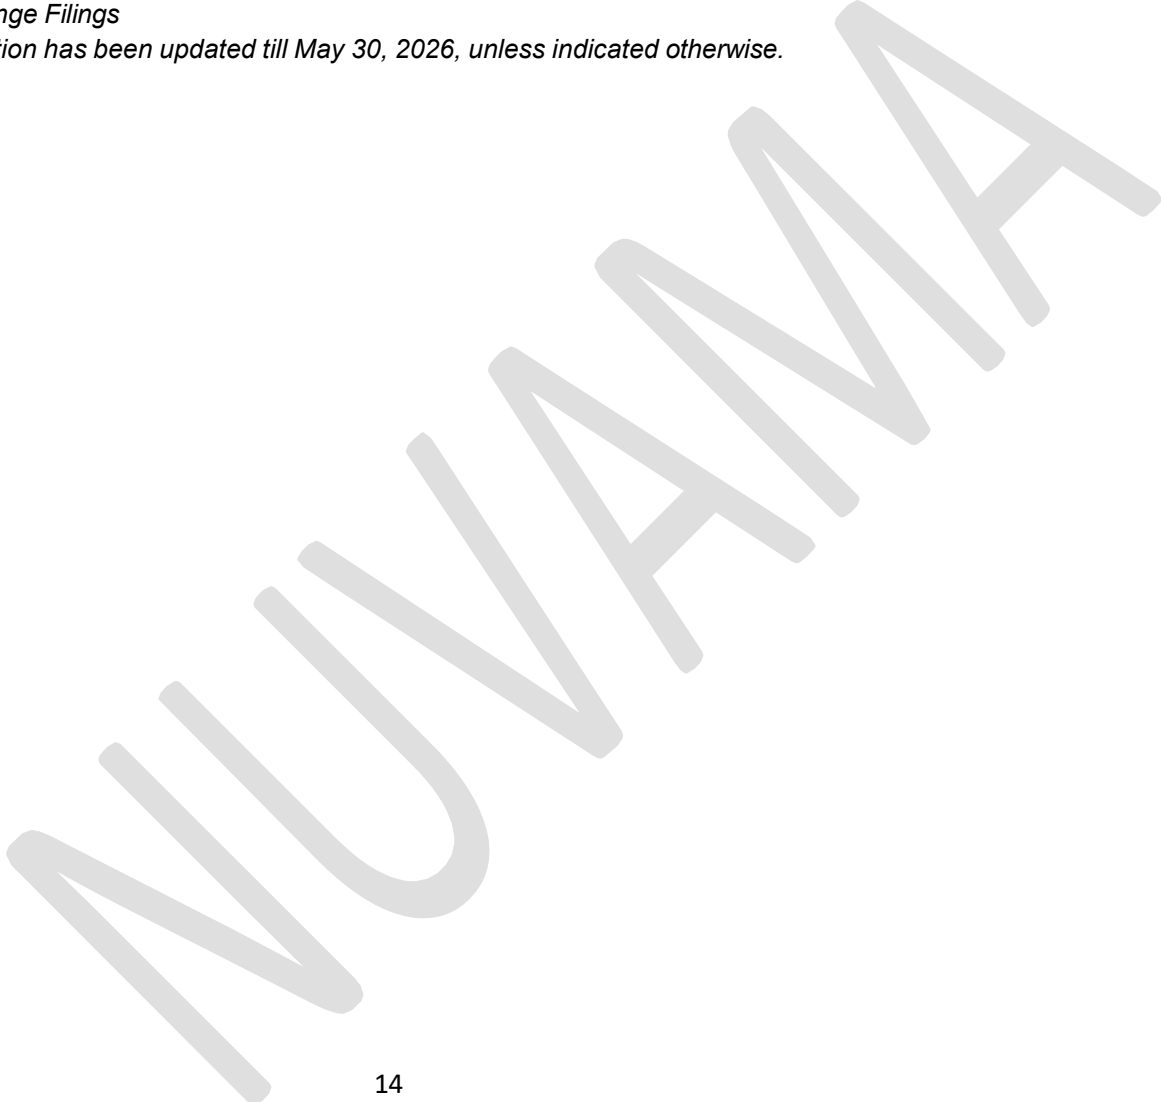 nge Filings
tion has been updated till May 30, 2026, unless indicated otherwise.
NUVAMA
14